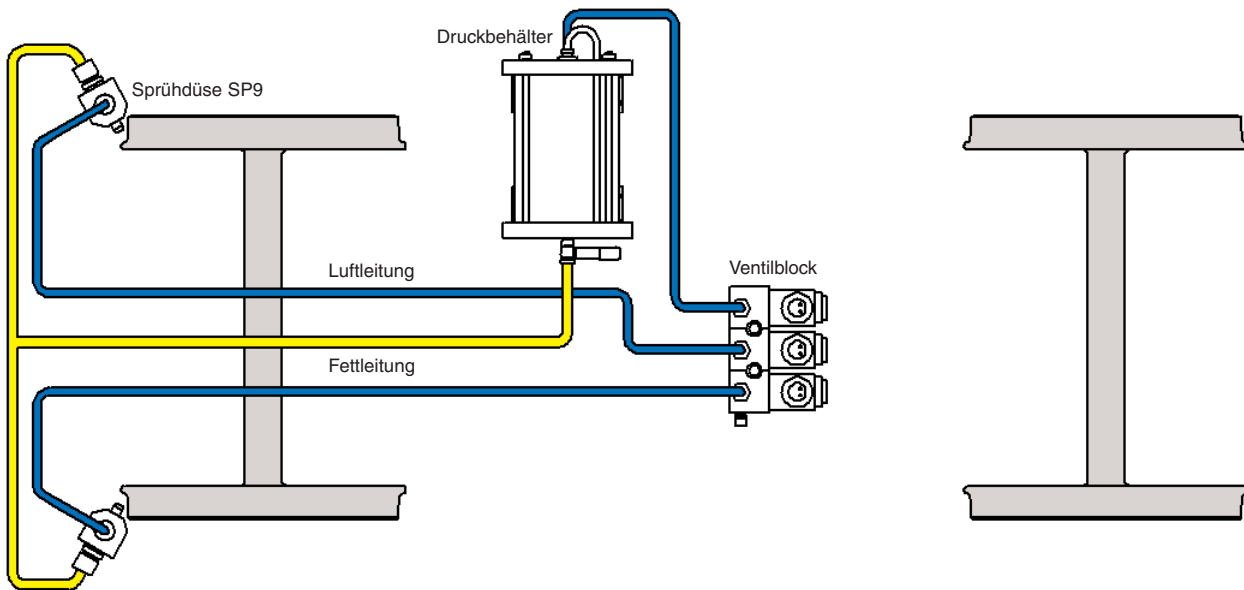 Druckbehälter
Sprühdüse SP9
Luftleitung
Ventilblock
Fettleitung